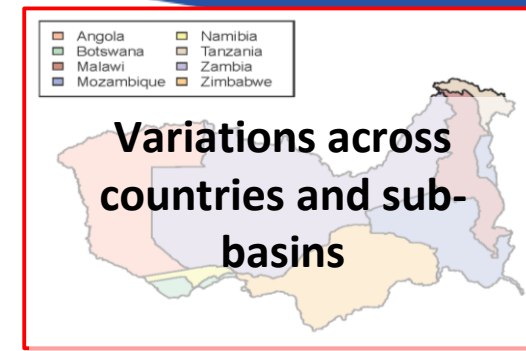 Angola
Botswana
Malawi
Mozambique
Namibia
Tanzania
Zambia
Zimbabwe
Variations across
countries and sub-
basins